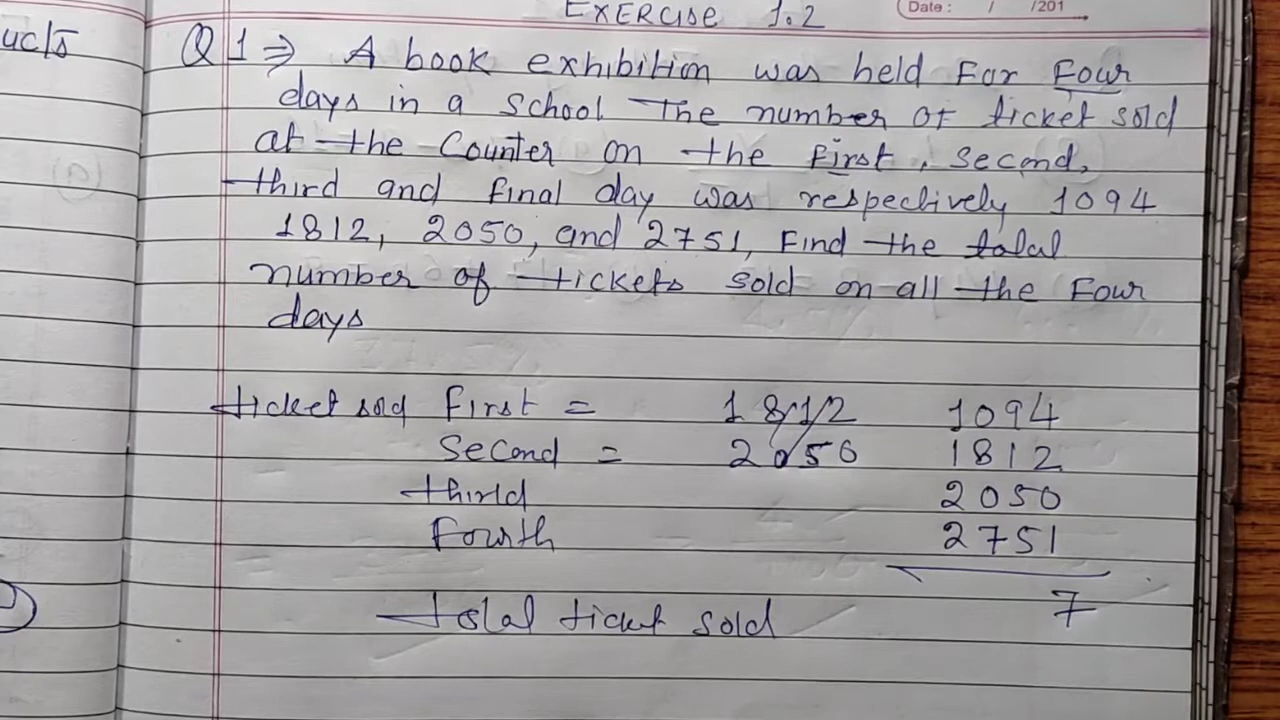 EXERCISE 1.2
Date : / /201
ucts
Q1⇒ A book exhibition was held For Four
days in a school The number of ticket sold
at the Counter on the first, second,
third and final day was respectively 1094
1812, 2050, and 2751, Find the total
number of tickets sold on all the Four
days
ticket sold First = 1812 1094
Second = 2050 1812
thirld 2050
Fourth 2751
total ticket sold 7